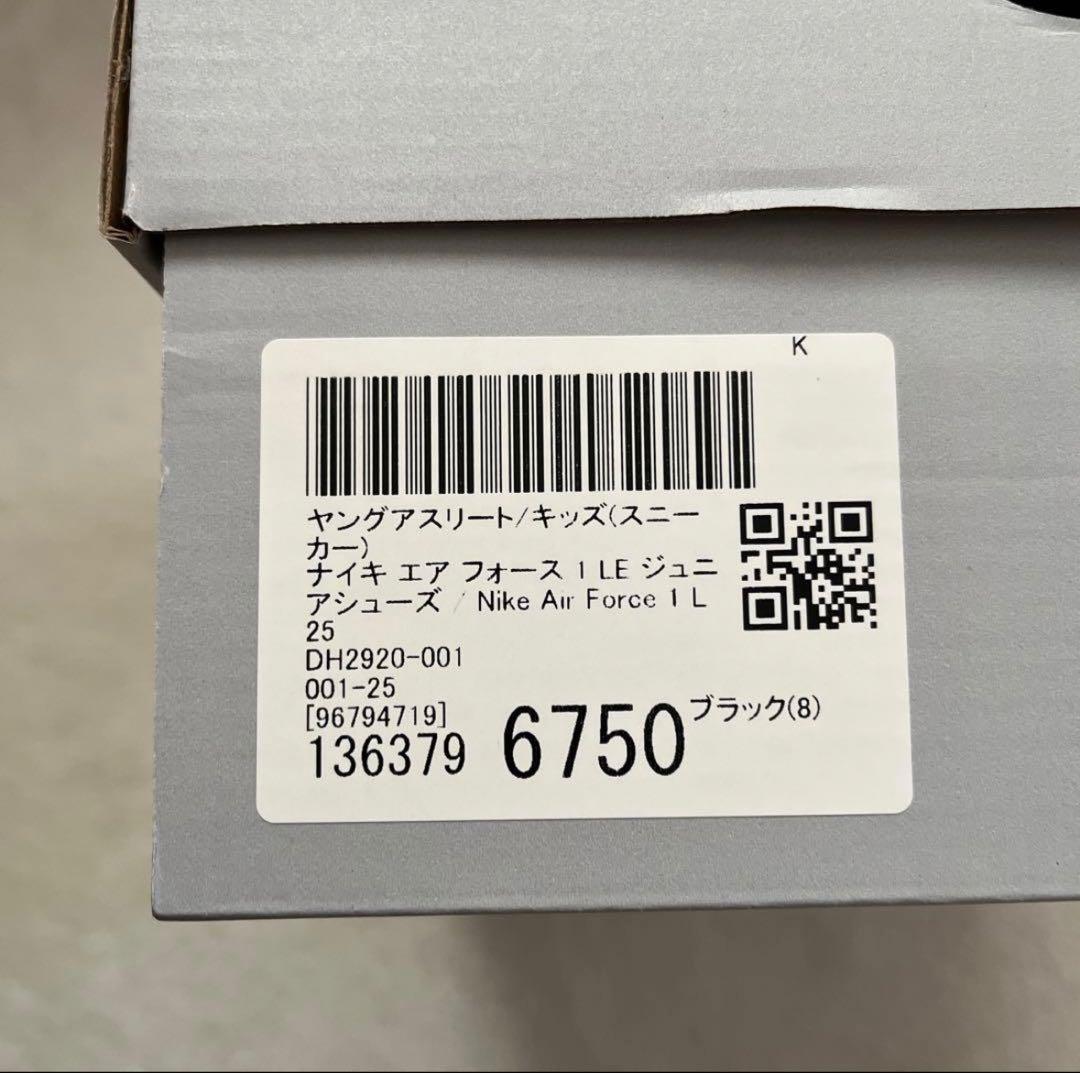 K
ヤングアスリート/キッズ(スニー
カー)
ナイキ エア フォース 1 LE ジュニ
アシューズ / Nike Air Force 1 L
25
DH2920-001
001-25
[96794719]
136379 6750 ブラック(8)